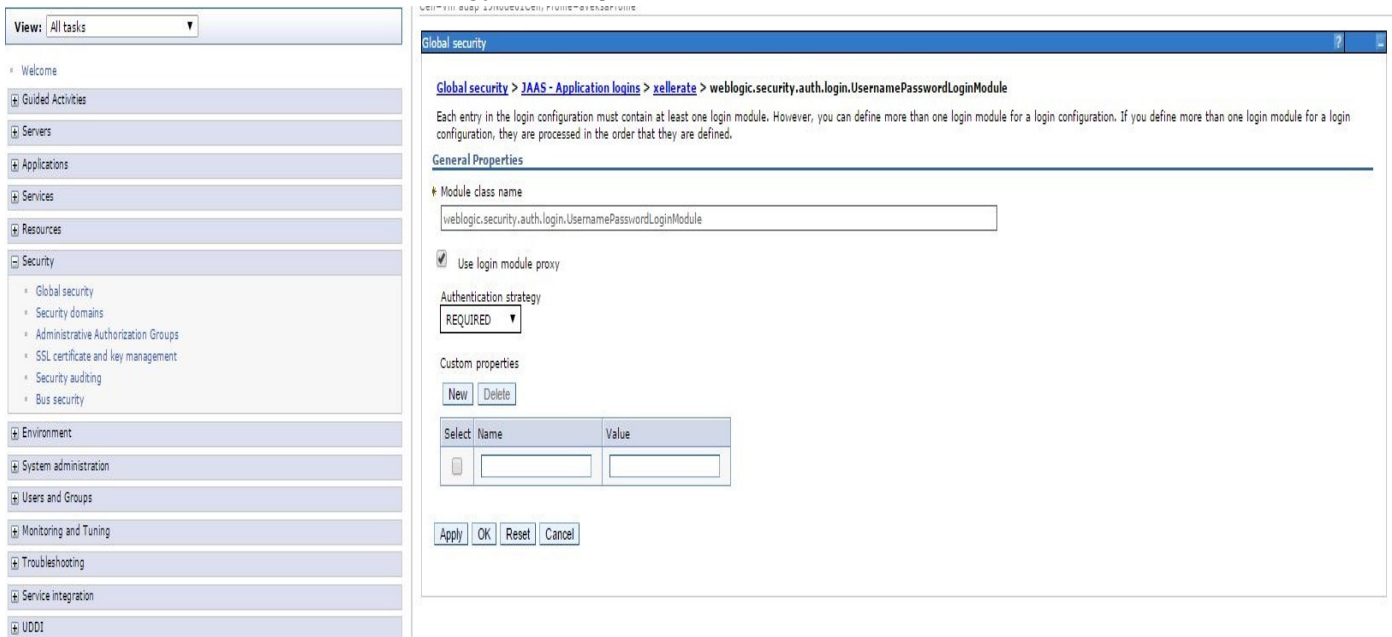 View: All tasks
Welcome
Guided Activities
Servers
Applications
Services
Resources
Security
Global security
Security domains
Administrative Authorization Groups
SSL certificate and key management
Security auditing
Bus security
Environment
System administration
Users and Groups
Monitoring and Tuning
Troubleshooting
Service integration
UDDI
Global security
?
Global security > JAAS - Application logins > xellerate > weblogic.security.auth.login.UsernamePasswordLoginModule
Each entry in the login configuration must contain at least one login module. However, you can define more than one login module for a login configuration. If you define more than one login module for a login
configuration, they are processed in the order that they are defined.
General Properties
* Module class name
weblogic.security.auth.login.UsernamePasswordLoginModule
Use login module proxy
Authentication strategy
REQUIRED
Custom properties
New Delete
Select Name Value
Apply OK Reset Cancel